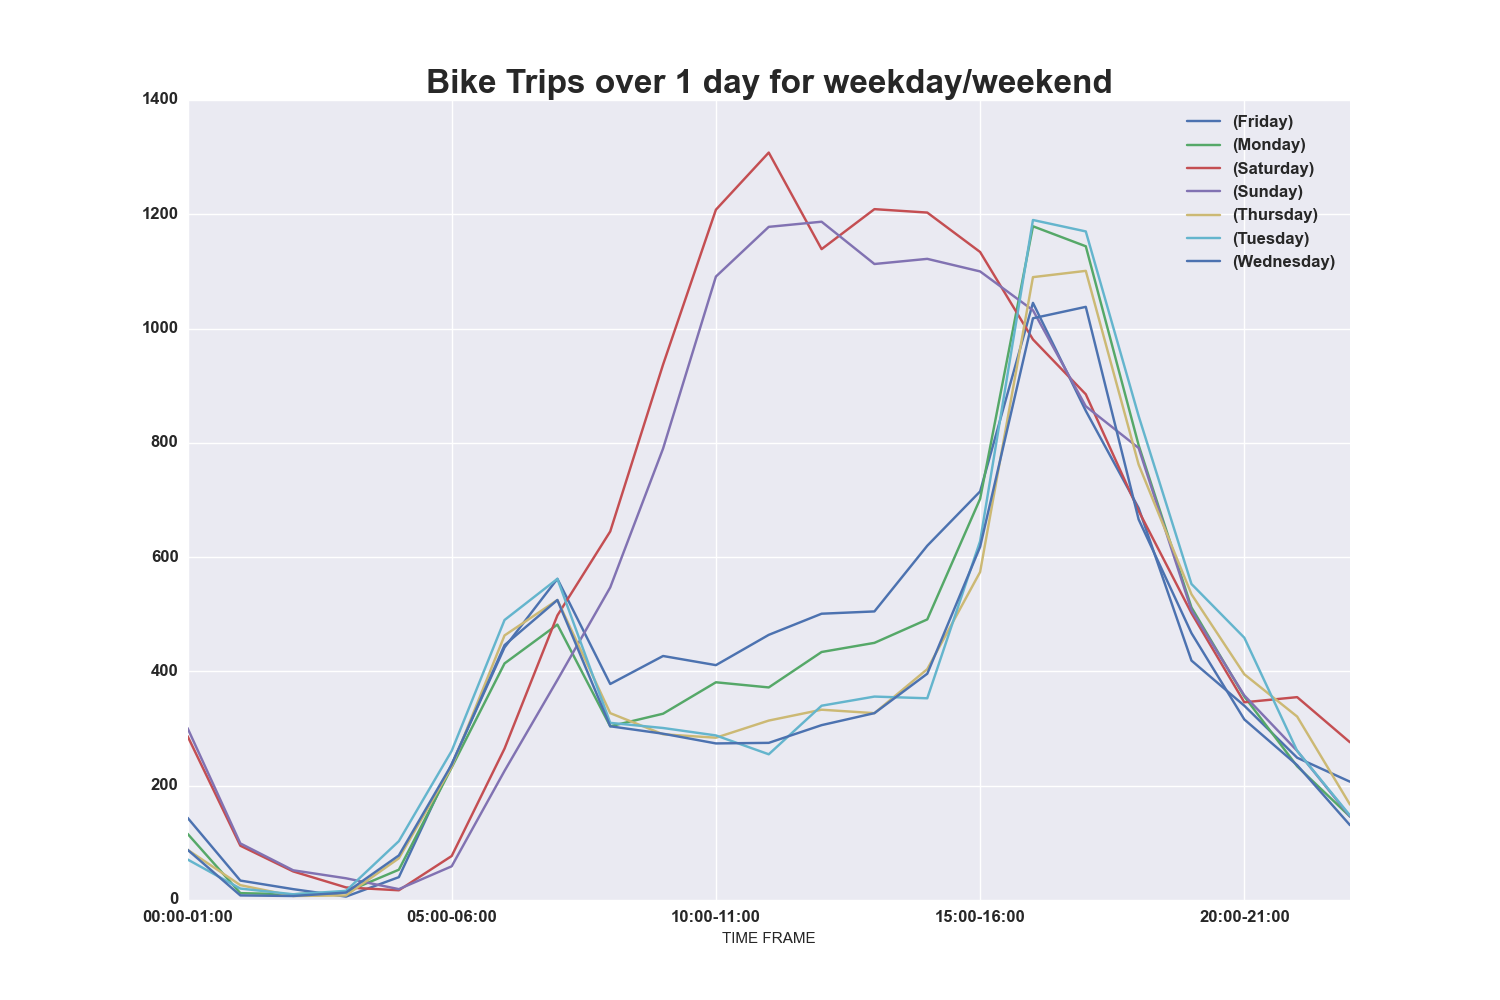 Bike Trips over 1 day for weekday/weekend
1400
1200
1000
800
600
400
200
0
(Friday)
(Monday)
(Saturday)
(Sunday)
(Thursday)
(Tuesday)
(Wednesday)
00:00-01:00 05:00-06:00 10:00-11:00 15:00-16:00 20:00-21:00
TIME FRAME